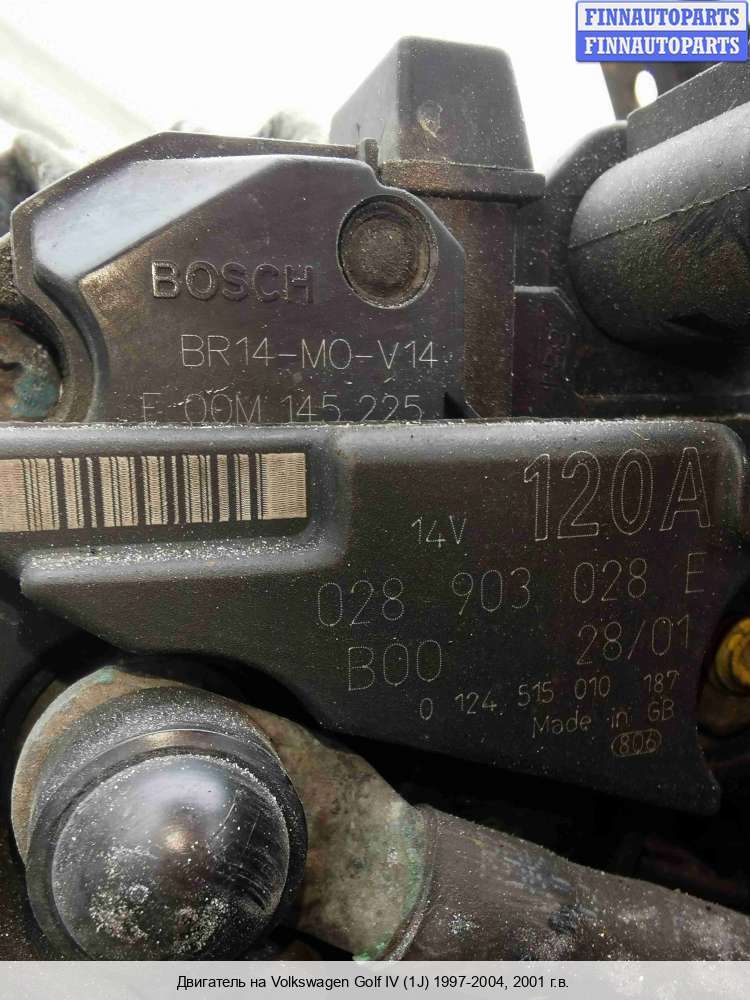 FINNAUTOPARTS
FINNAUTOPARTS
BOSCH
BR14-M0-V14
F 00M 145 225
120A
14V
028 903 028 E
B00 28/01
0 124 515 010 187
Made in GB
806
Двигатель на Volkswagen Golf IV (1J) 1997-2004, 2001 г.в.